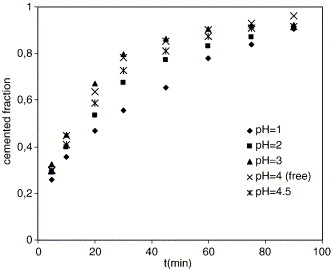 1
0,8
0,6
0,4
0,2
0
cemented fraction
pH=1
pH=2
pH=3
pH=4 (free)
pH=4.5
0 20 40 60 80 100
t(min)